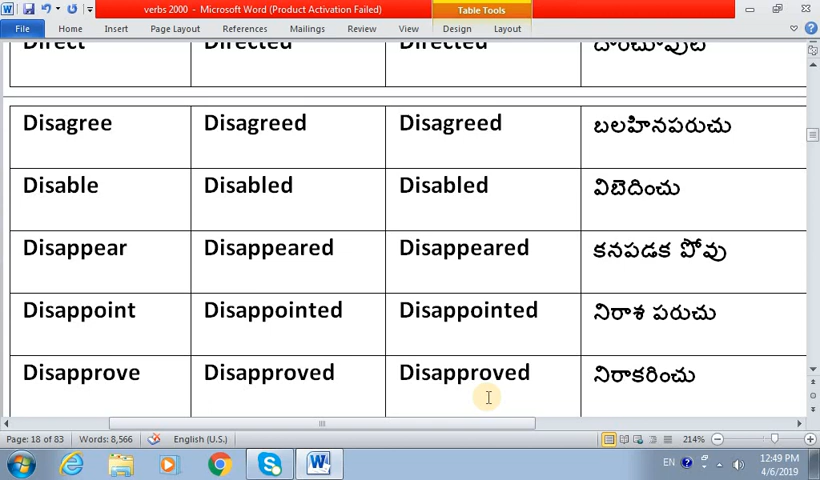 verbs 2000 - Microsoft Word (Product Activation Failed)
Table Tools
File Home Insert Page Layout References Mailings Review View Design Layout
Direct Directed Directed దారిచూపుట
Disagree Disagreed Disagreed బలహినపరుచు
Disable Disabled Disabled విబెదించు
Disappear Disappeared Disappeared కనపడక పోవు
Disappoint Disappointed Disappointed నిరాశ పరుచు
Disapprove Disapproved Disapproved నిరాకరించు
Page: 18 of 83 Words: 8,566 English (U.S.) 214%
EN 12:49 PM
4/6/2019